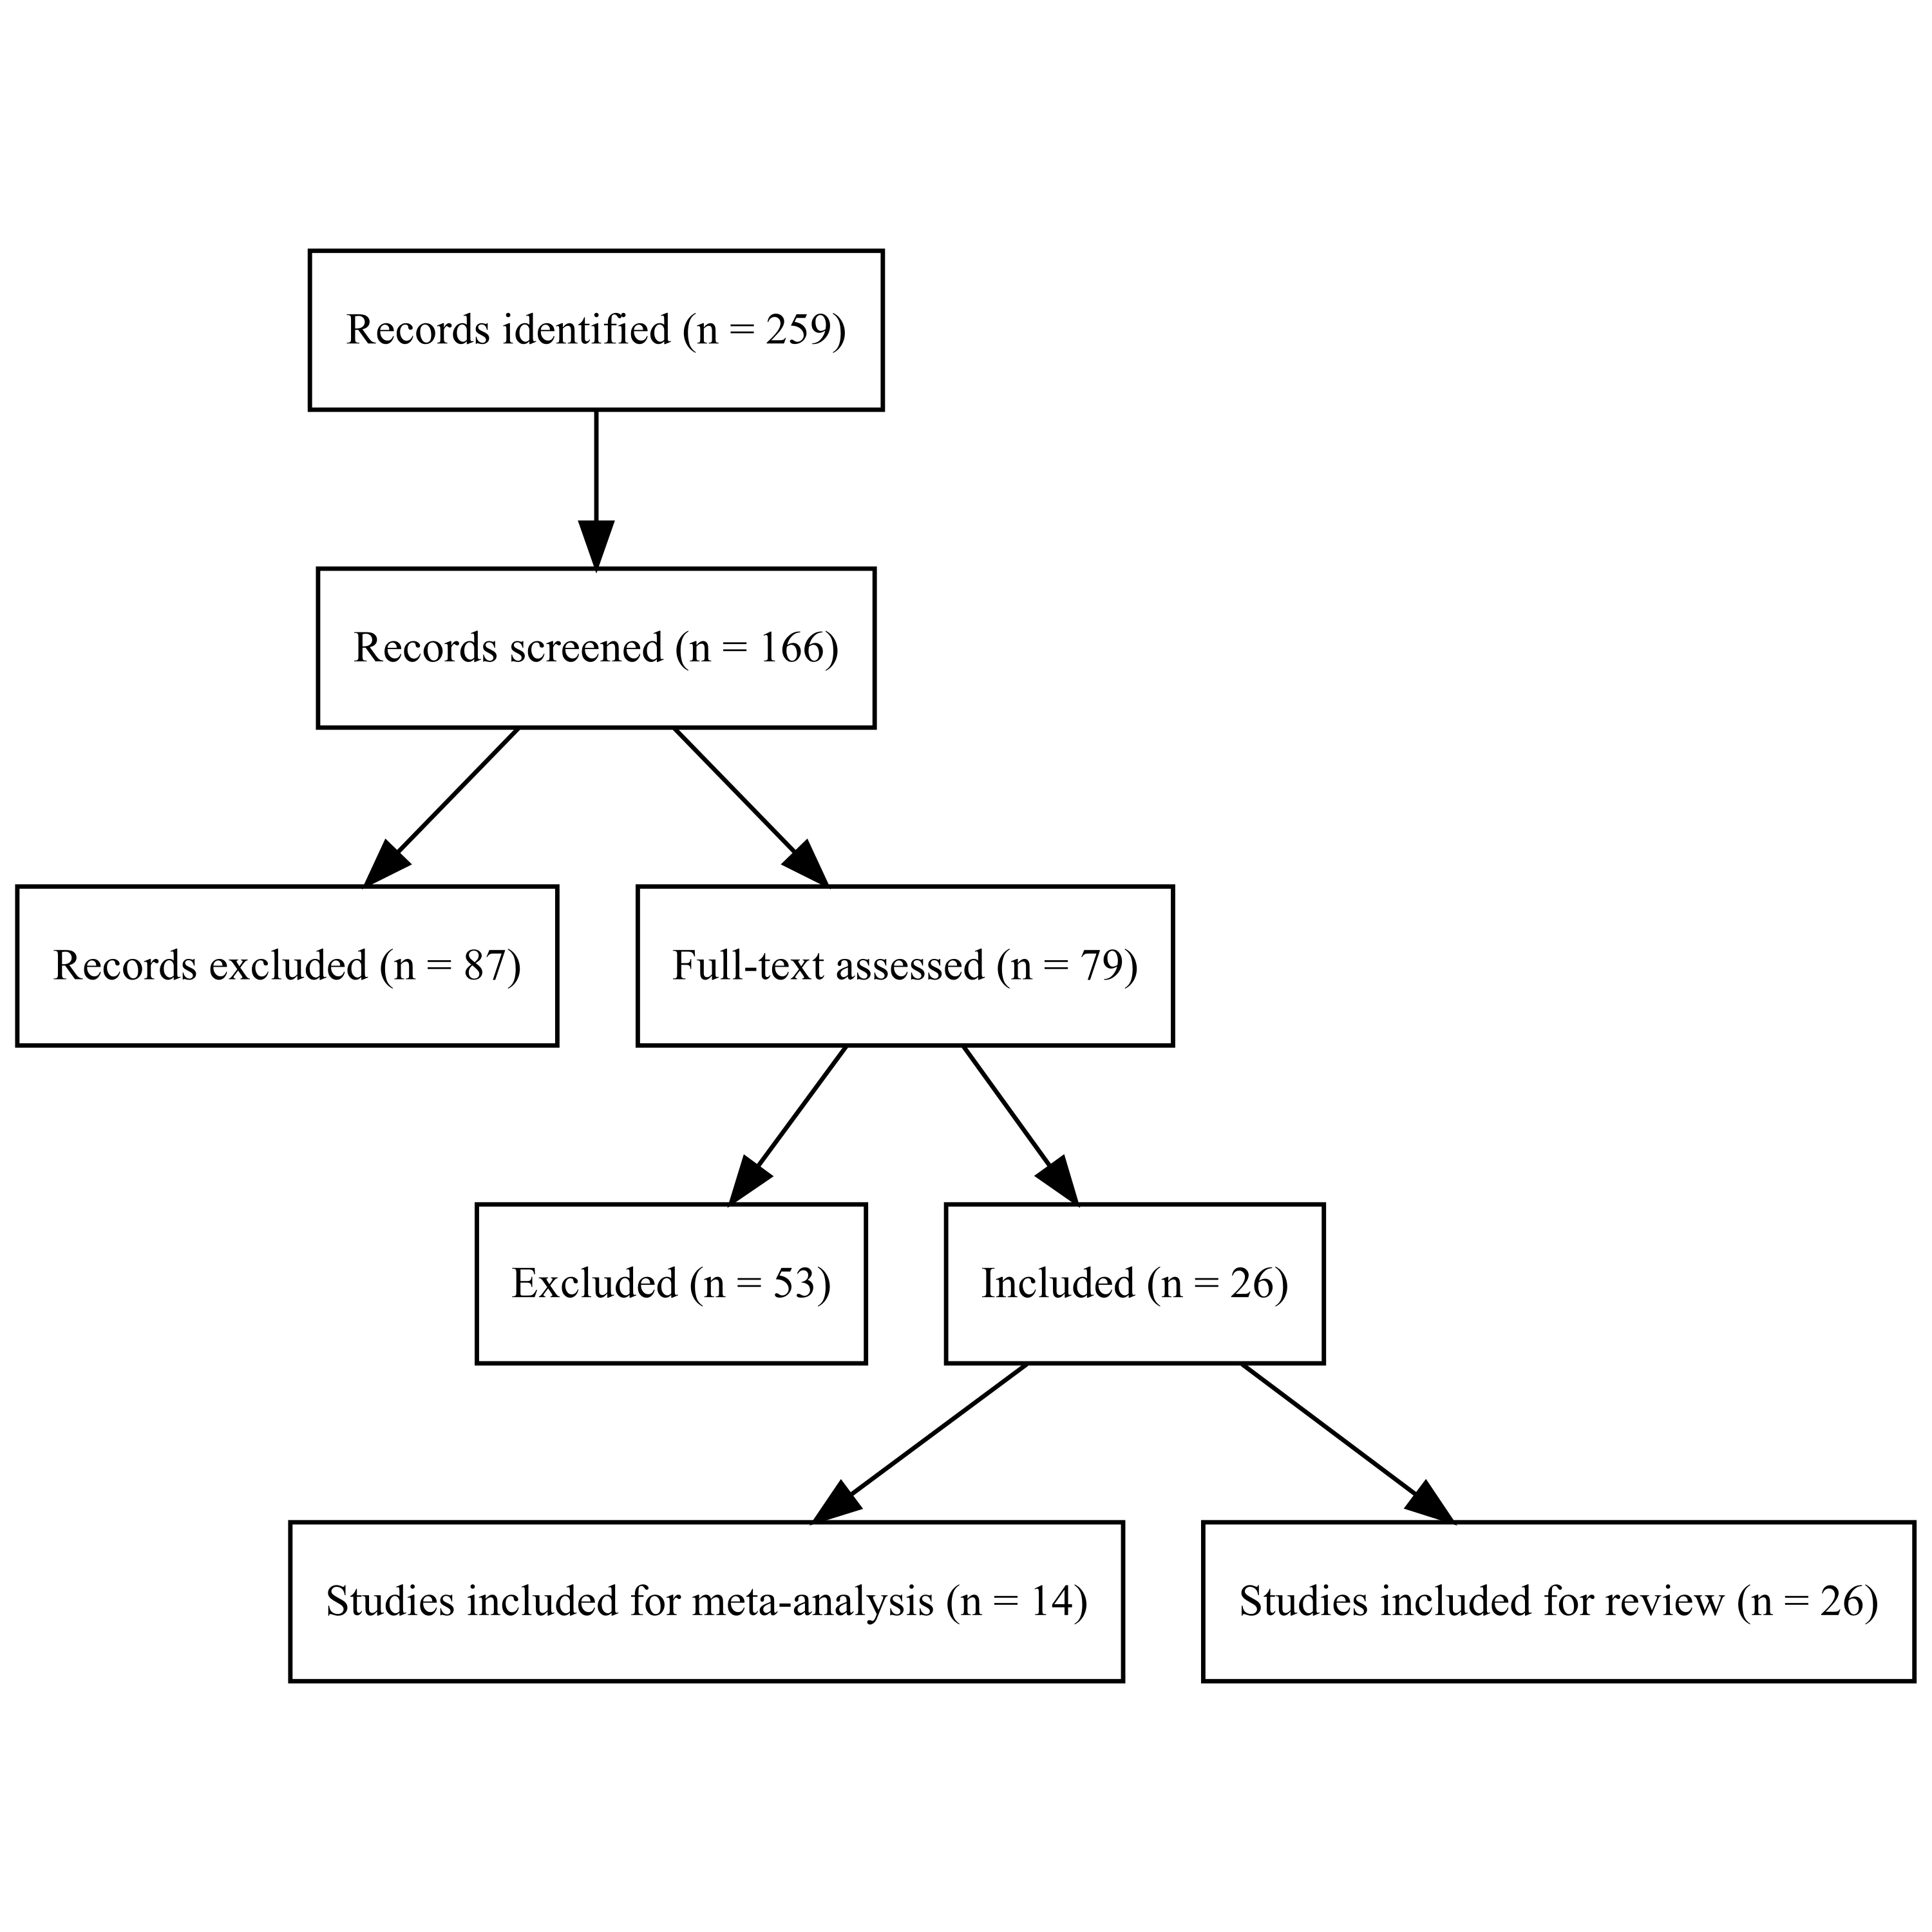 Records identified (n = 259)
Records screened (n = 166)
Records excluded (n = 87)
Full-text assessed (n = 79)
Excluded (n = 53)
Included (n = 26)
Studies included for meta-analysis (n = 14)
Studies included for review (n = 26)